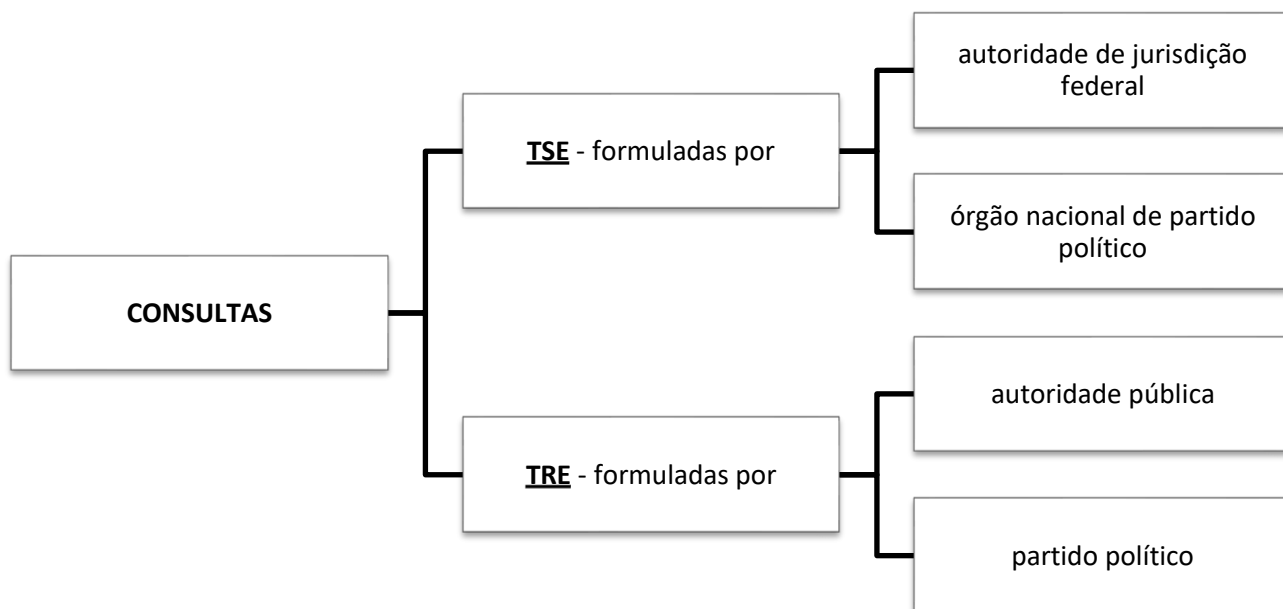 CONSULTAS
TSE - formuladas por
autoridade de jurisdição
federal
órgão nacional de partido
político
TRE - formuladas por
autoridade pública
partido político